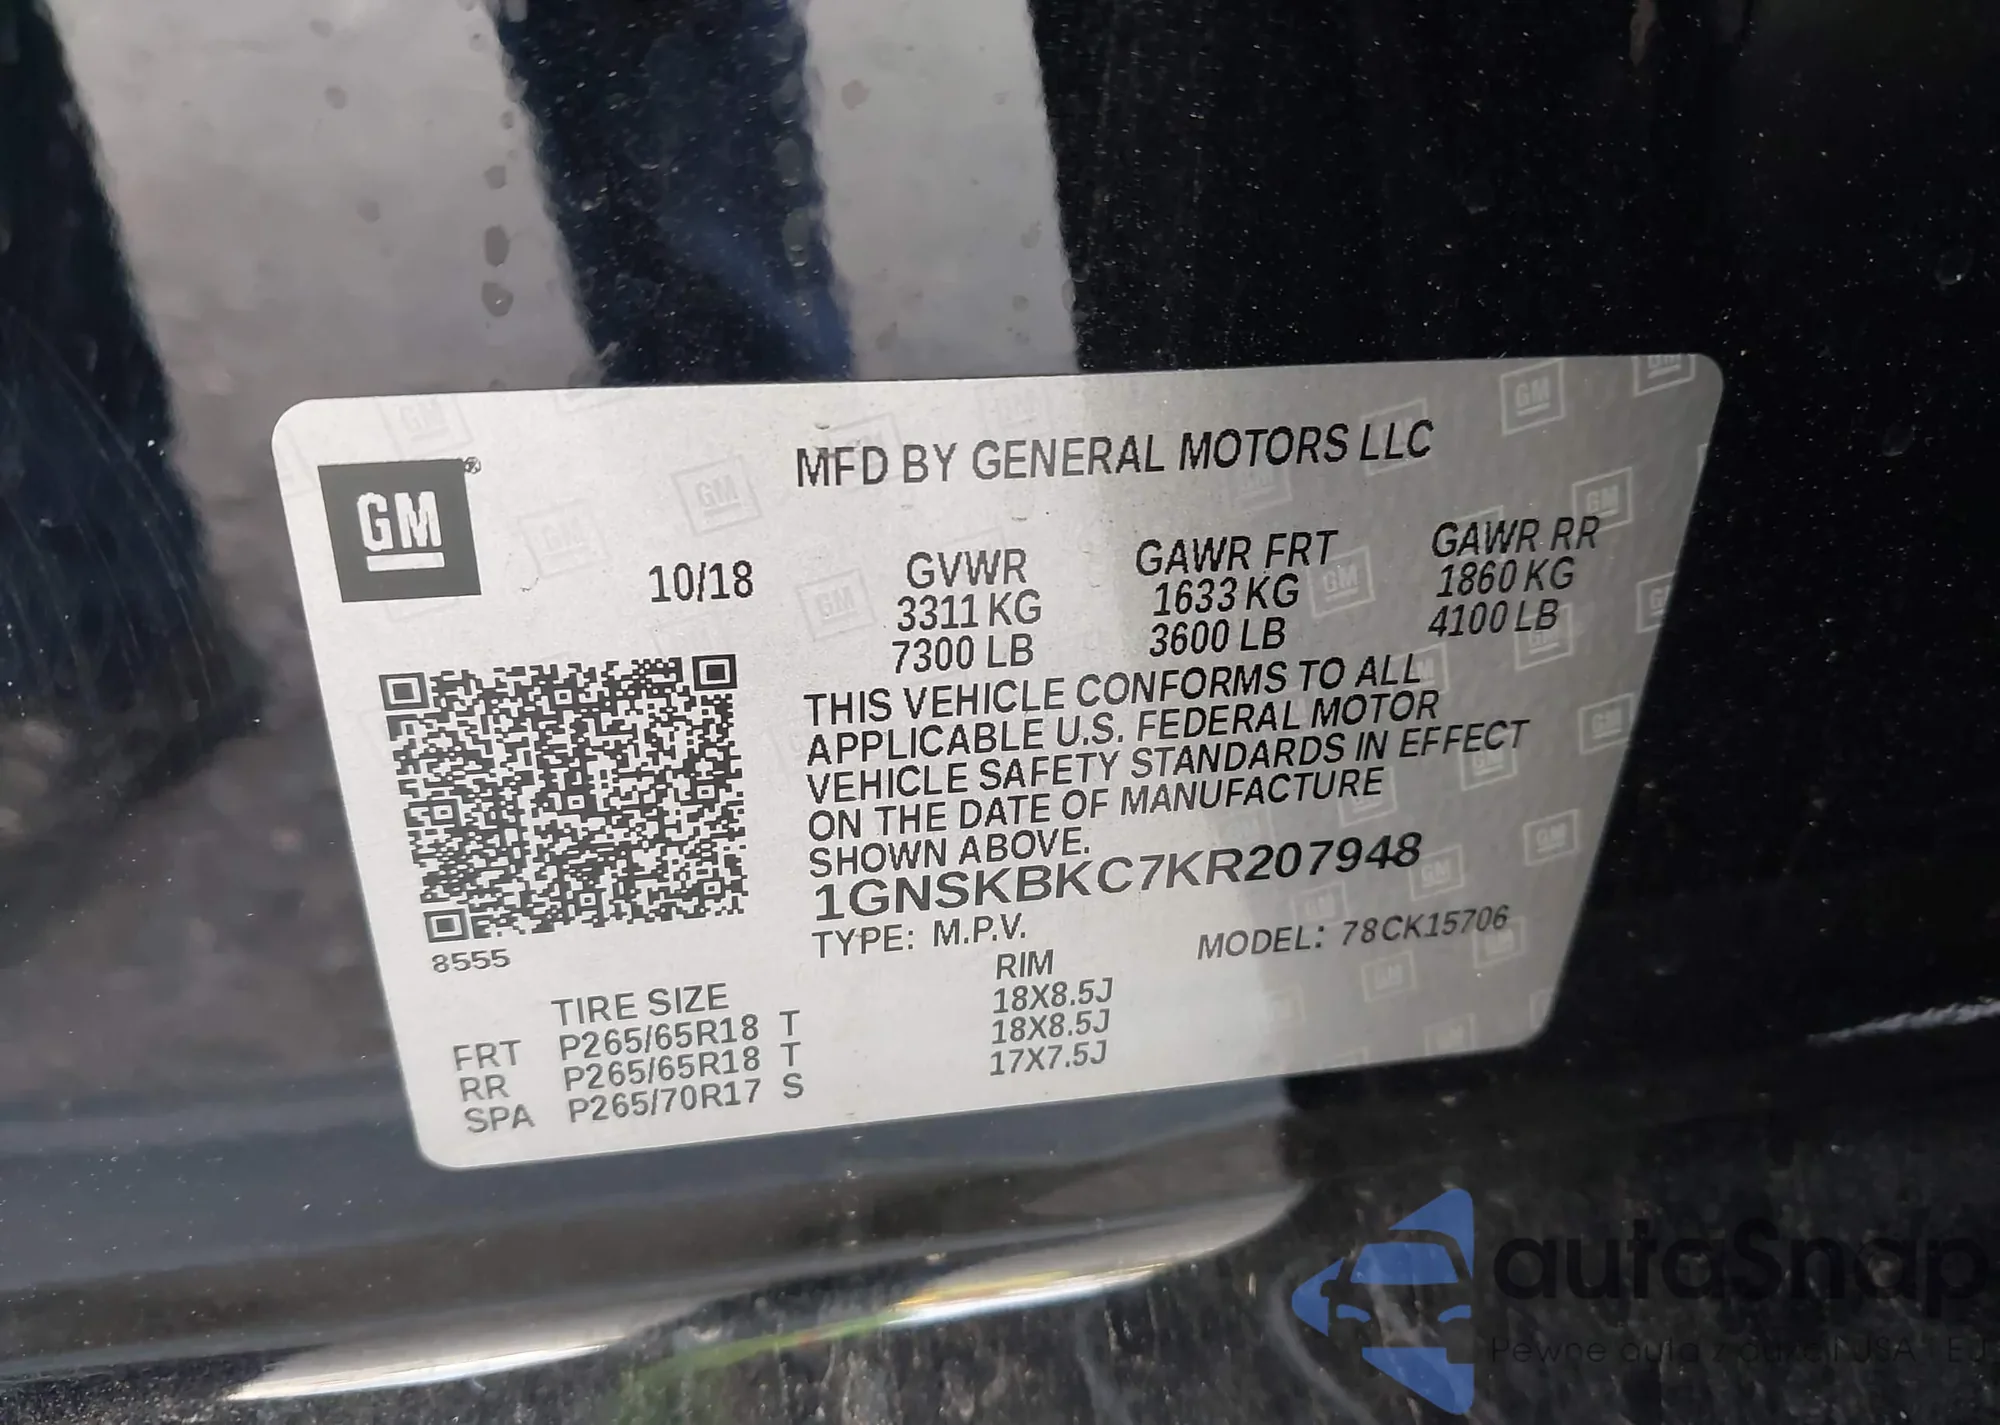 MFD BY GENERAL MOTORS LLC
GM ®
10/18
GVWR GAWR FRT GAWR RR
3311 KG 1633 KG 1860 KG
7300 LB 3600 LB 4100 LB
THIS VEHICLE CONFORMS TO ALL
APPLICABLE U.S. FEDERAL MOTOR
VEHICLE SAFETY STANDARDS IN EFFECT
ON THE DATE OF MANUFACTURE
SHOWN ABOVE.
1GNSKBKC7KR207948
TYPE: M.P.V. MODEL: 78CK15706
8555
TIRE SIZE RIM
FRT P265/65R18 T 18X8.5J
RR P265/65R18 T 18X8.5J
SPA P265/70R17 S 17X7.5J
autaSnap
Pewne auta z